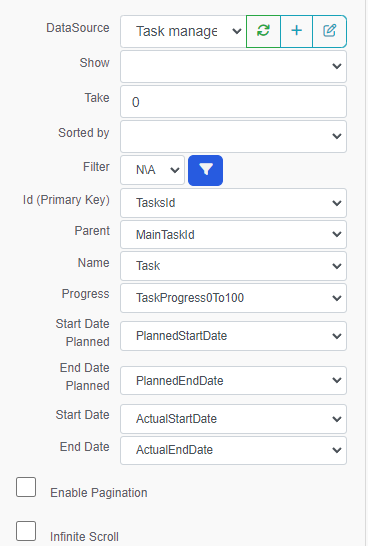 DataSource Task manage
Show
Take 0
Sorted by
Filter N\A
Id (Primary Key) TasksId
Parent MainTaskId
Name Task
Progress TaskProgress0To100
Start Date
Planned PlannedStartDate
End Date
Planned PlannedEndDate
Start Date ActualStartDate
End Date ActualEndDate
Enable Pagination
Infinite Scroll